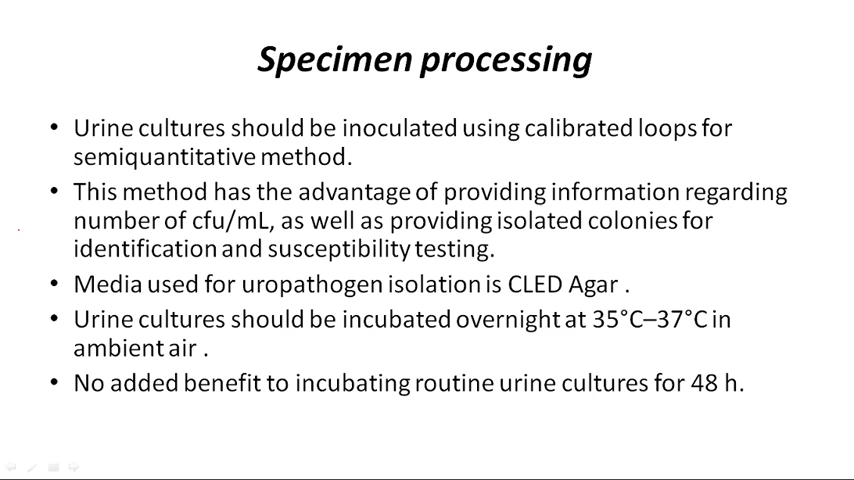 Specimen processing
• Urine cultures should be inoculated using calibrated loops for
semiquantitative method.
• This method has the advantage of providing information regarding
number of cfu/mL, as well as providing isolated colonies for
identification and susceptibility testing.
• Media used for uropathogen isolation is CLED Agar .
• Urine cultures should be incubated overnight at 35°C–37°C in
ambient air .
• No added benefit to incubating routine urine cultures for 48 h.